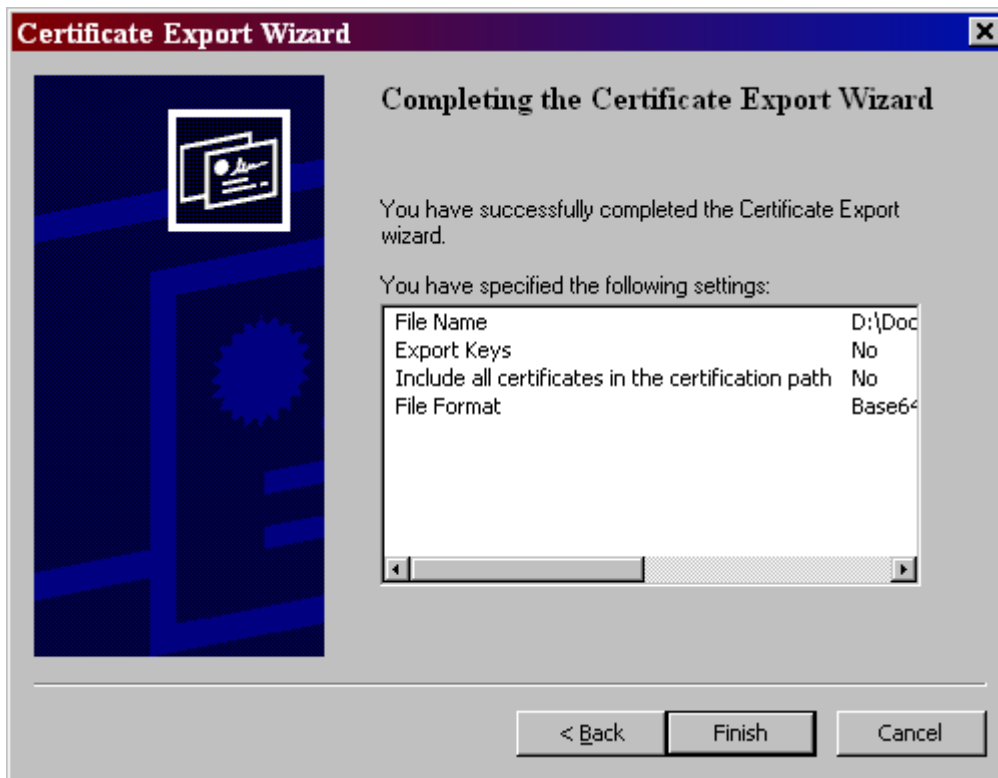 Certificate Export Wizard
Completing the Certificate Export Wizard
You have successfully completed the Certificate Export
wizard.
You have specified the following settings:
File Name D:\Doc
Export Keys No
Include all certificates in the certification path No
File Format Base64
< Back Finish Cancel